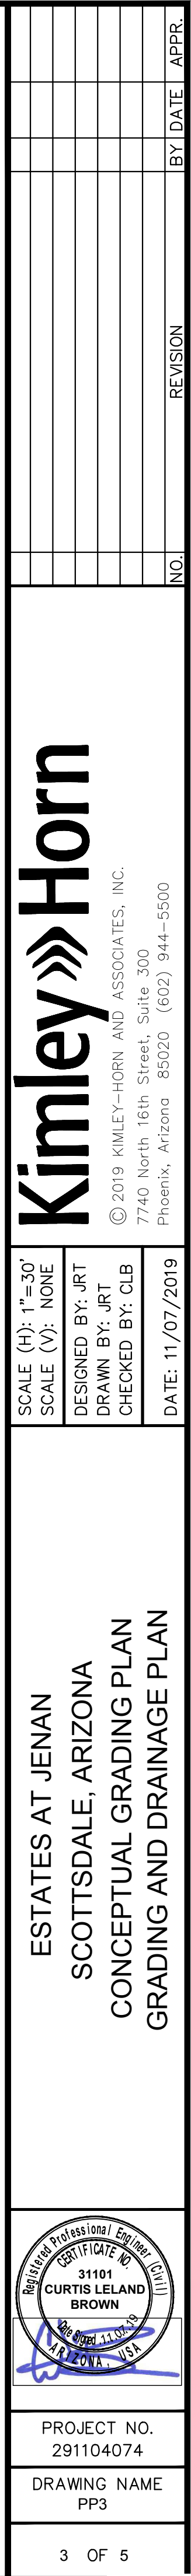 NO. REVISION BY DATE APPR.
Kimley»Horn
© 2019 KIMLEY-HORN AND ASSOCIATES, INC.
7740 North 16th Street, Suite 300
Phoenix, Arizona 85020 (602) 944-5500
SCALE (H): 1"=30'
SCALE (V): NONE
DESIGNED BY: JRT
DRAWN BY: JRT
CHECKED BY: CLB
DATE: 11/07/2019
ESTATES AT JENAN
SCOTTSDALE, ARIZONA
CONCEPTUAL GRADING PLAN
GRADING AND DRAINAGE PLAN
Registered Professional Engineer (Civil)
CERTIFICATE NO.
31101
CURTIS LELAND
BROWN
Date Signed 11.07.19
ARIZONA, USA
PROJECT NO.
291104074
DRAWING NAME
PP3
3 OF 5